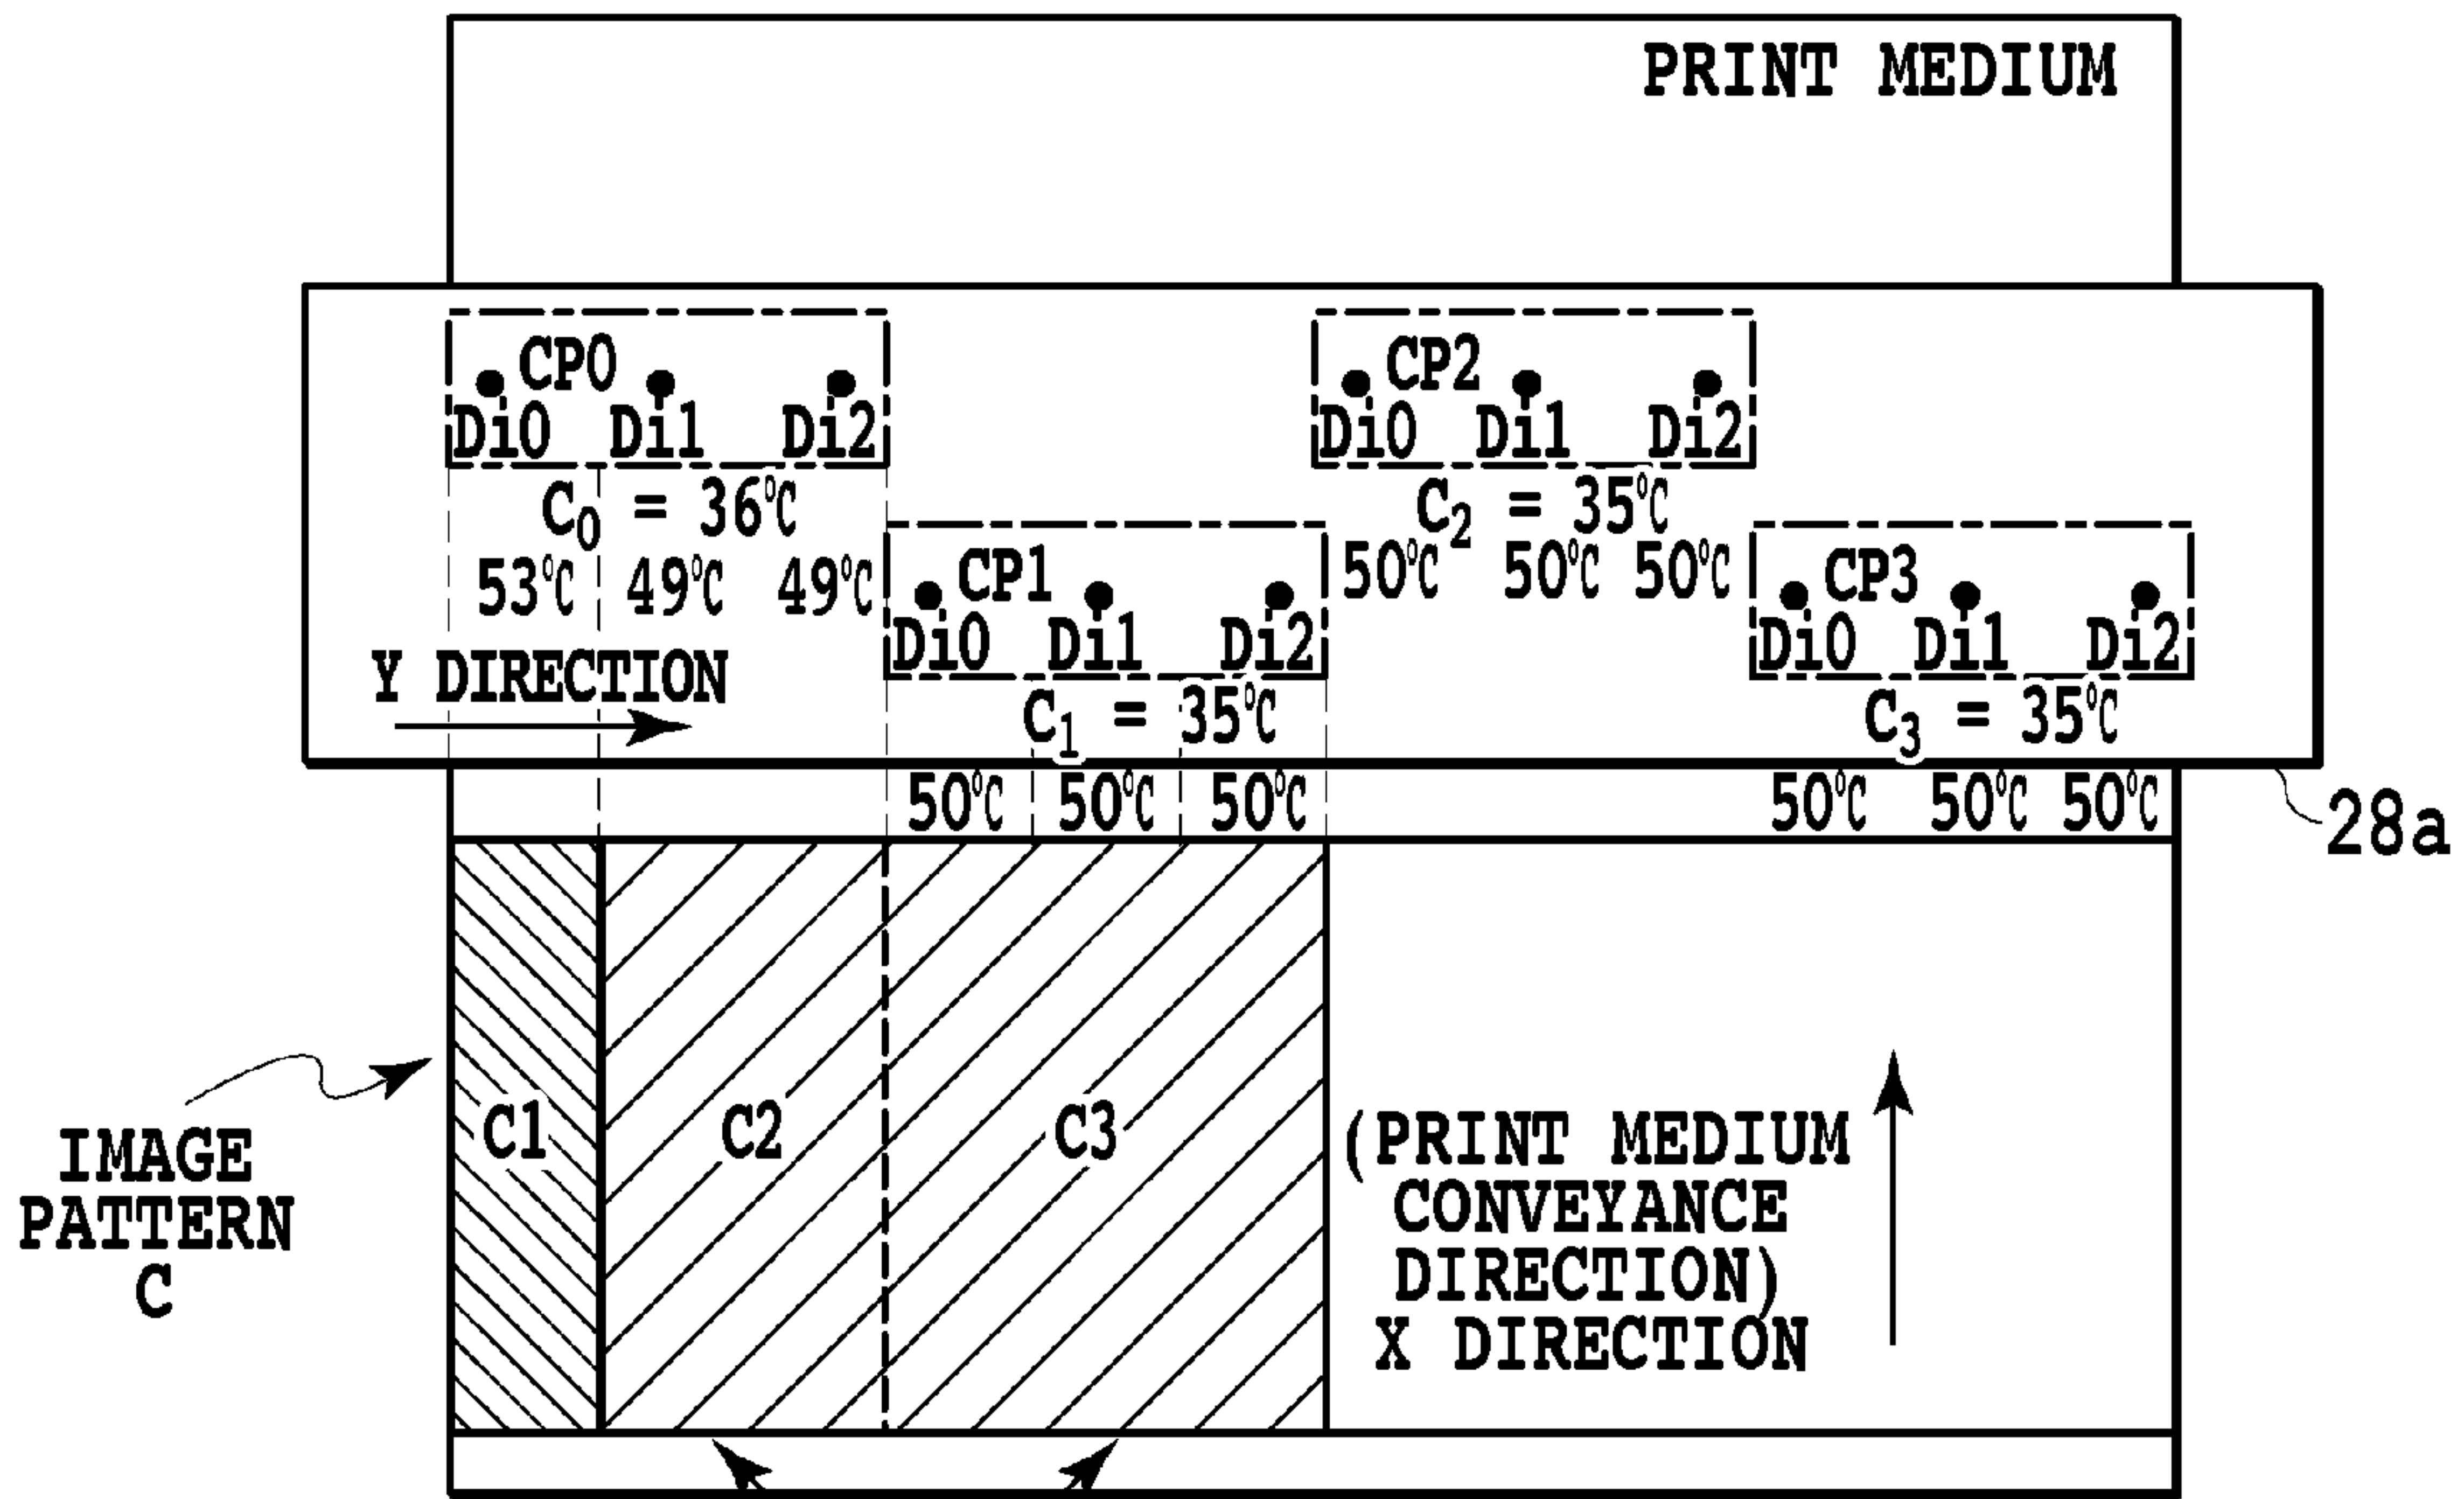 PRINT MEDIUM
CP0
Di0 Di1 Di2
C0 = 36℃
53℃ 49℃ 49℃
CP2
Di0 Di1 Di2
C2 = 35℃
50℃ 50℃ 50℃
CP1
Di0 Di1 Di2
C1 = 35℃
50℃ 50℃ 50℃
CP3
Di0 Di1 Di2
C3 = 35℃
50℃ 50℃ 50℃
Y DIRECTION
28a
C1 C2 C3
IMAGE
PATTERN
C
(PRINT MEDIUM
CONVEYANCE
DIRECTION)
X DIRECTION